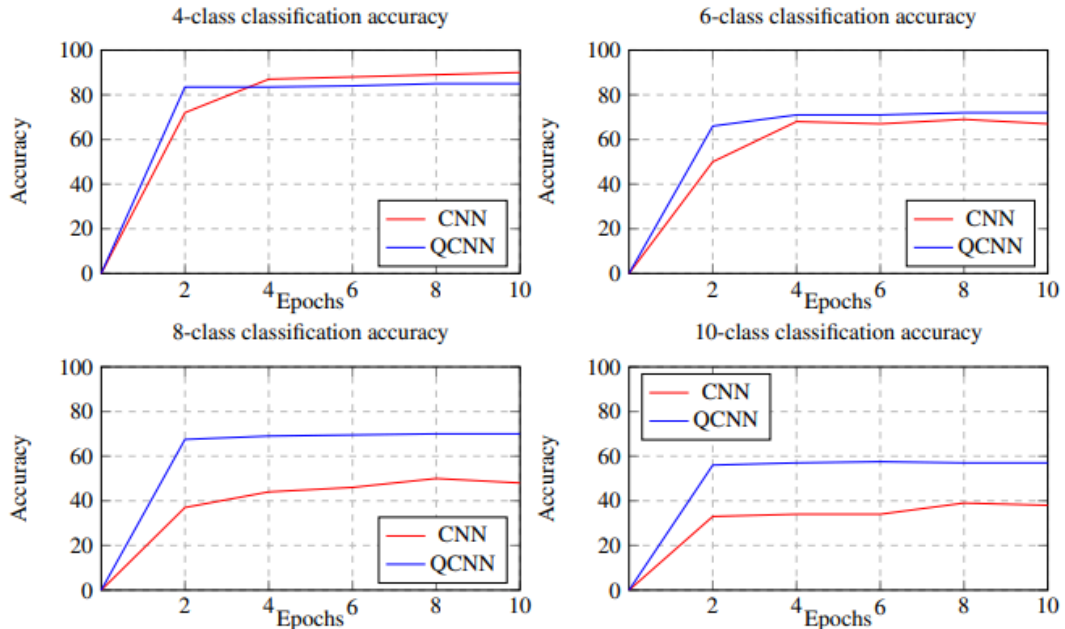 4-class classification accuracy
100
80
60
40
20
0
Accuracy
CNN
QCNN
2
4
6
8
10
Epochs
6-class classification accuracy
100
80
60
40
20
0
Accuracy
CNN
QCNN
2
4
6
8
10
Epochs
8-class classification accuracy
100
80
60
40
20
0
Accuracy
CNN
QCNN
2
4
6
8
10
Epochs
10-class classification accuracy
100
80
60
40
20
0
Accuracy
CNN
QCNN
2
4
6
8
10
Epochs